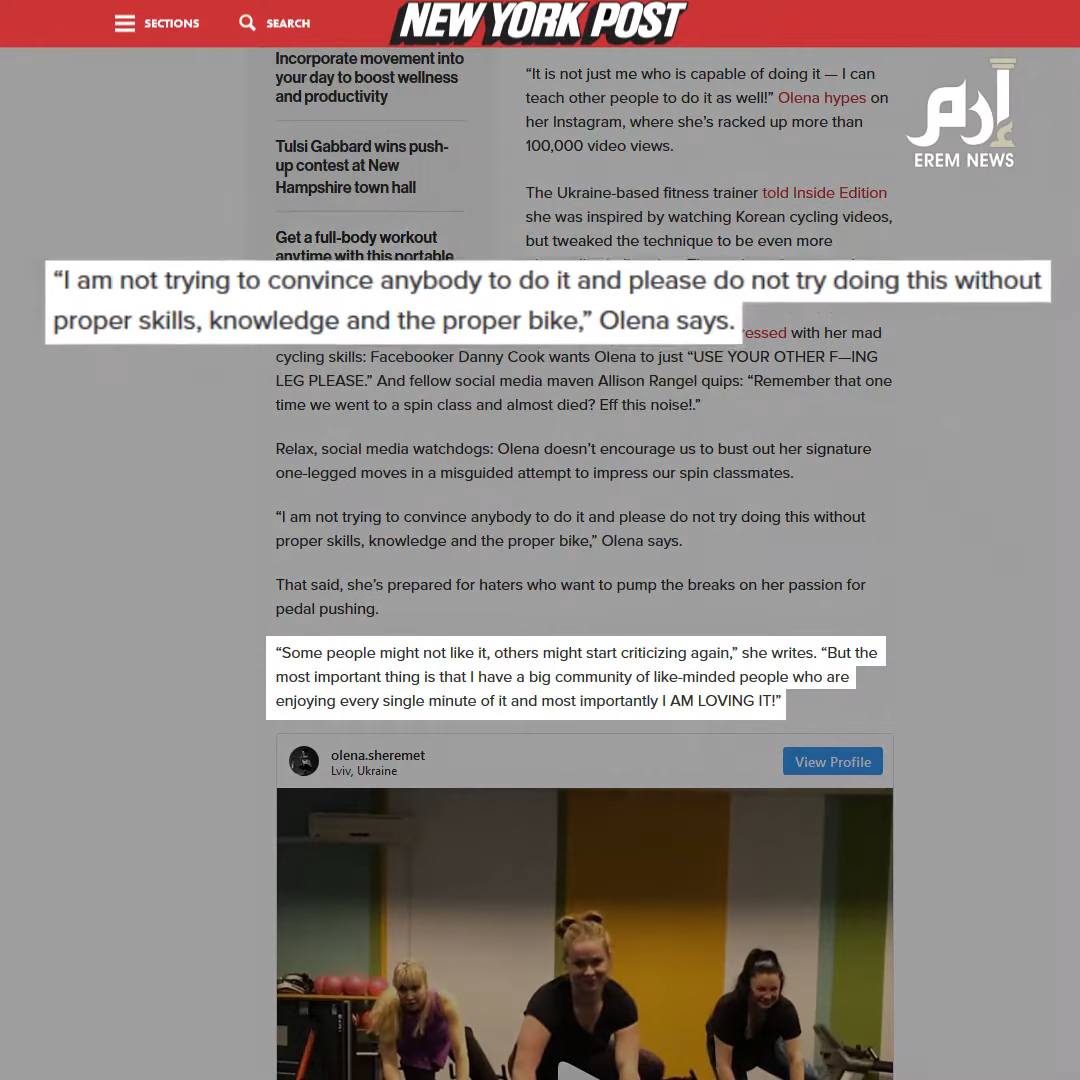 SECTIONS
SEARCH
NEW YORK POST
Incorporate movement into
your day to boost wellness
and productivity
Tulsi Gabbard wins push-
up contest at New
Hampshire town hall
Get a full-body workout
anytime with this portable
“It is not just me who is capable of doing it — I can
teach other people to do it as well!” Olena hypes on
her Instagram, where she’s racked up more than
100,000 video views.
The Ukraine-based fitness trainer told Inside Edition
she was inspired by watching Korean cycling videos,
but tweaked the technique to be even more
إرم
EREM NEWS
“I am not trying to convince anybody to do it and please do not try doing this without
proper skills, knowledge and the proper bike,” Olena says.
with her mad
cycling skills: Facebooker Danny Cook wants Olena to just “USE YOUR OTHER F—ING
LEG PLEASE.” And fellow social media maven Allison Rangel quips: “Remember that one
time we went to a spin class and almost died? Eff this noise!.”
Relax, social media watchdogs: Olena doesn’t encourage us to bust out her signature
one-legged moves in a misguided attempt to impress our spin classmates.
“I am not trying to convince anybody to do it and please do not try doing this without
proper skills, knowledge and the proper bike,” Olena says.
That said, she’s prepared for haters who want to pump the breaks on her passion for
pedal pushing.
“Some people might not like it, others might start criticizing again,” she writes. “But the
most important thing is that I have a big community of like-minded people who are
enjoying every single minute of it and most importantly I AM LOVING IT!”
olena.sheremet
Lviv, Ukraine
View Profile